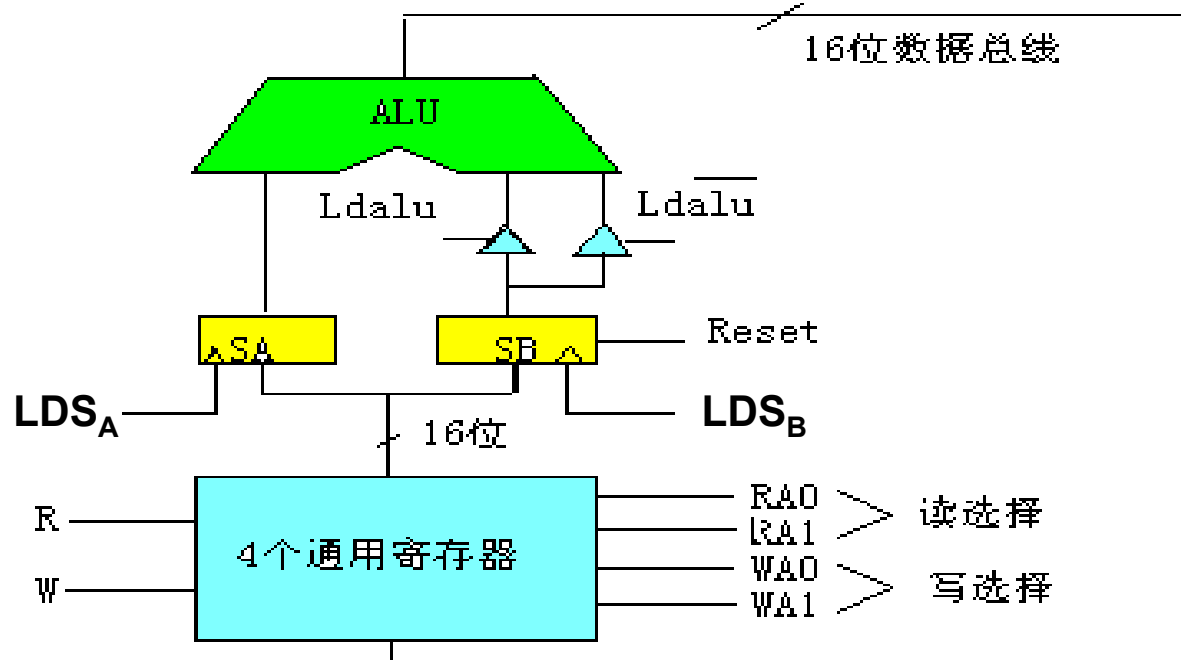 16位数据总线
ALU
Ldalu
Ldalu
SA
SB
Reset
LDSA
LDSB
16位
R
W
4个通用寄存器
RA0
RA1
WA0
WA1
读选择
写选择